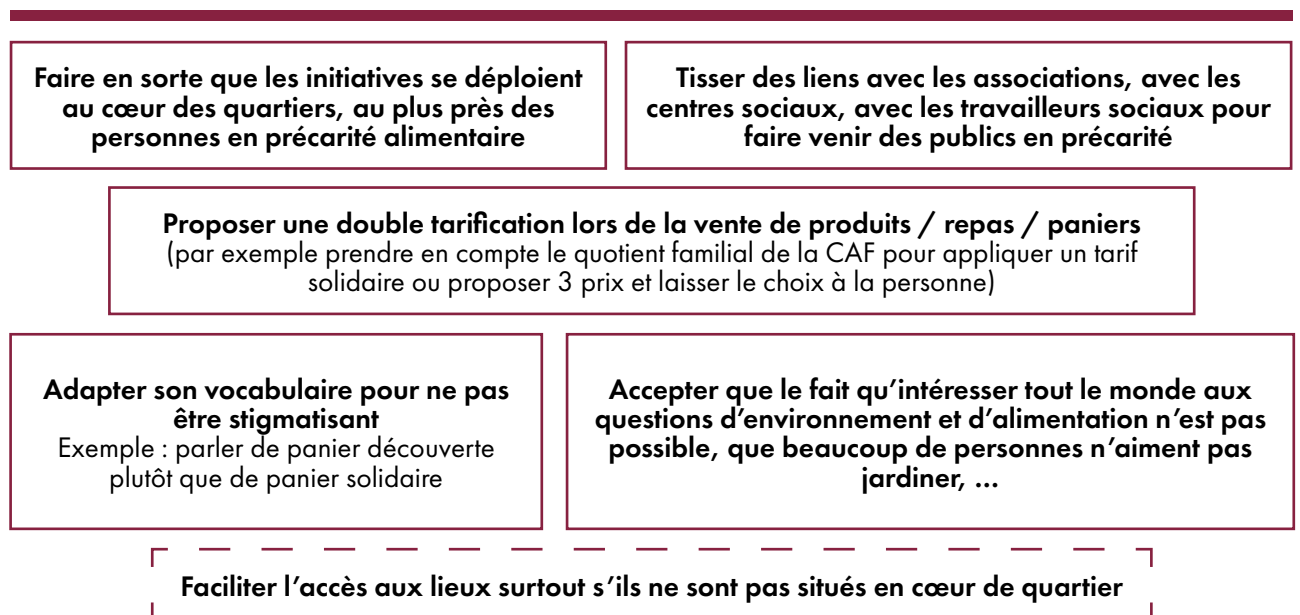 Faire en sorte que les initiatives se déploient
au cœur des quartiers, au plus près des
personnes en précarité alimentaire
Tisser des liens avec les associations, avec les
centres sociaux, avec les travailleurs sociaux pour
faire venir des publics en précarité
Proposer une double tarification lors de la vente de produits / repas / paniers
(par exemple prendre en compte le quotient familial de la CAF pour appliquer un tarif
solidaire ou proposer 3 prix et laisser le choix à la personne)
Adapter son vocabulaire pour ne pas
être stigmatisant
Exemple : parler de panier découverte
plutôt que de panier solidaire
Accepter que le fait qu’intéresser tout le monde aux
questions d’environnement et d’alimentation n’est pas
possible, que beaucoup de personnes n’aiment pas
jardiner, ...
Faciliter l’accès aux lieux surtout s’ils ne sont pas situés en cœur de quartier